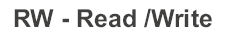 RW - Read /Write